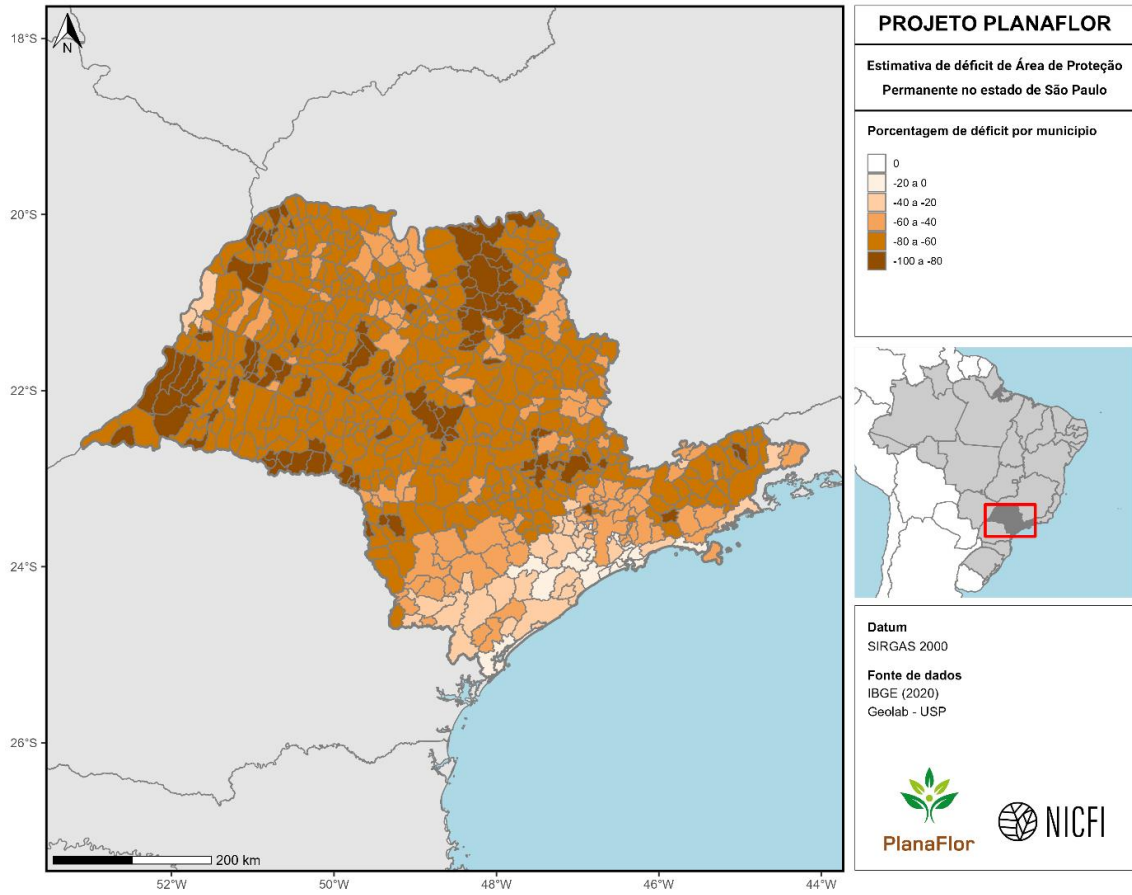 PROJETO PLANAFLOR
Estimativa de déficit de Área de Proteção
Permanente no estado de São Paulo
Porcentagem de déficit por município
0
-20 a 0
-40 a -20
-60 a -40
-80 a -60
-100 a -80
N
18°S
20°S
22°S
24°S
26°S
200 km
52°W
50°W
48°W
46°W
44°W
Datum
SIRGAS 2000
Fonte de dados
IBGE (2020)
Geolab - USP
PlanaFlor
NICFI